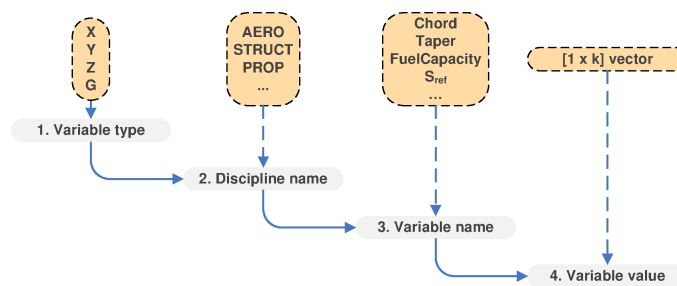 X
Y
Z
G
AERO
STRUCT
PROP
...
Chord
Taper
FuelCapacity
Sref
...
[1 x k] vector
1. Variable type
2. Discipline name
3. Variable name
4. Variable value